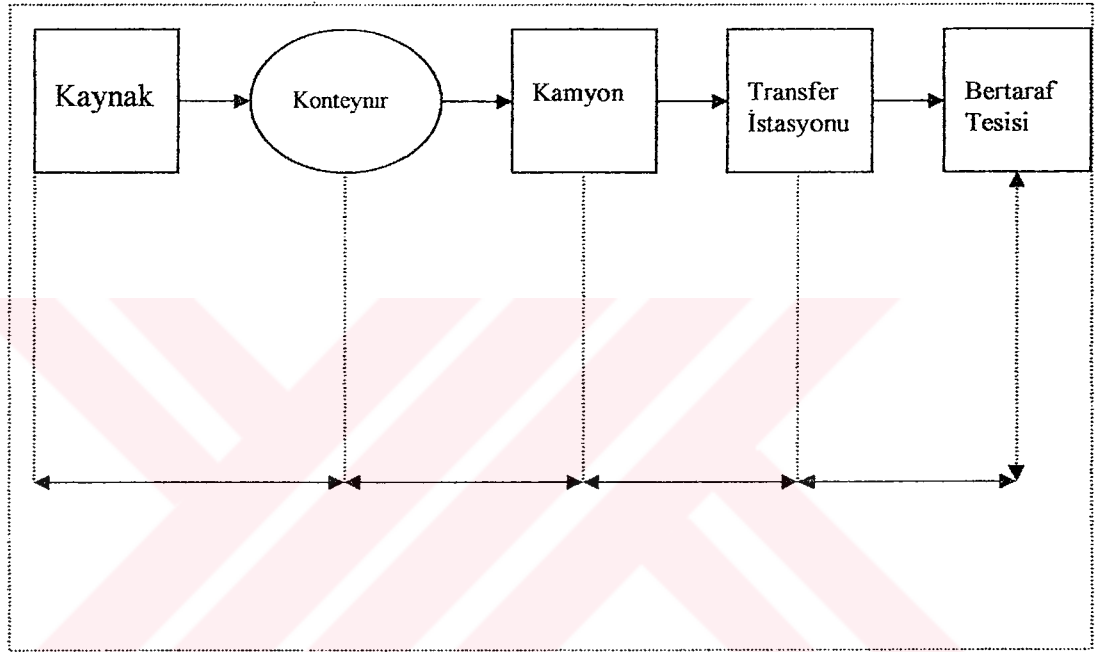 Kaynak
Konteynır
Kamyon
Transfer
İstasyonu
Bertaraf
Tesisi